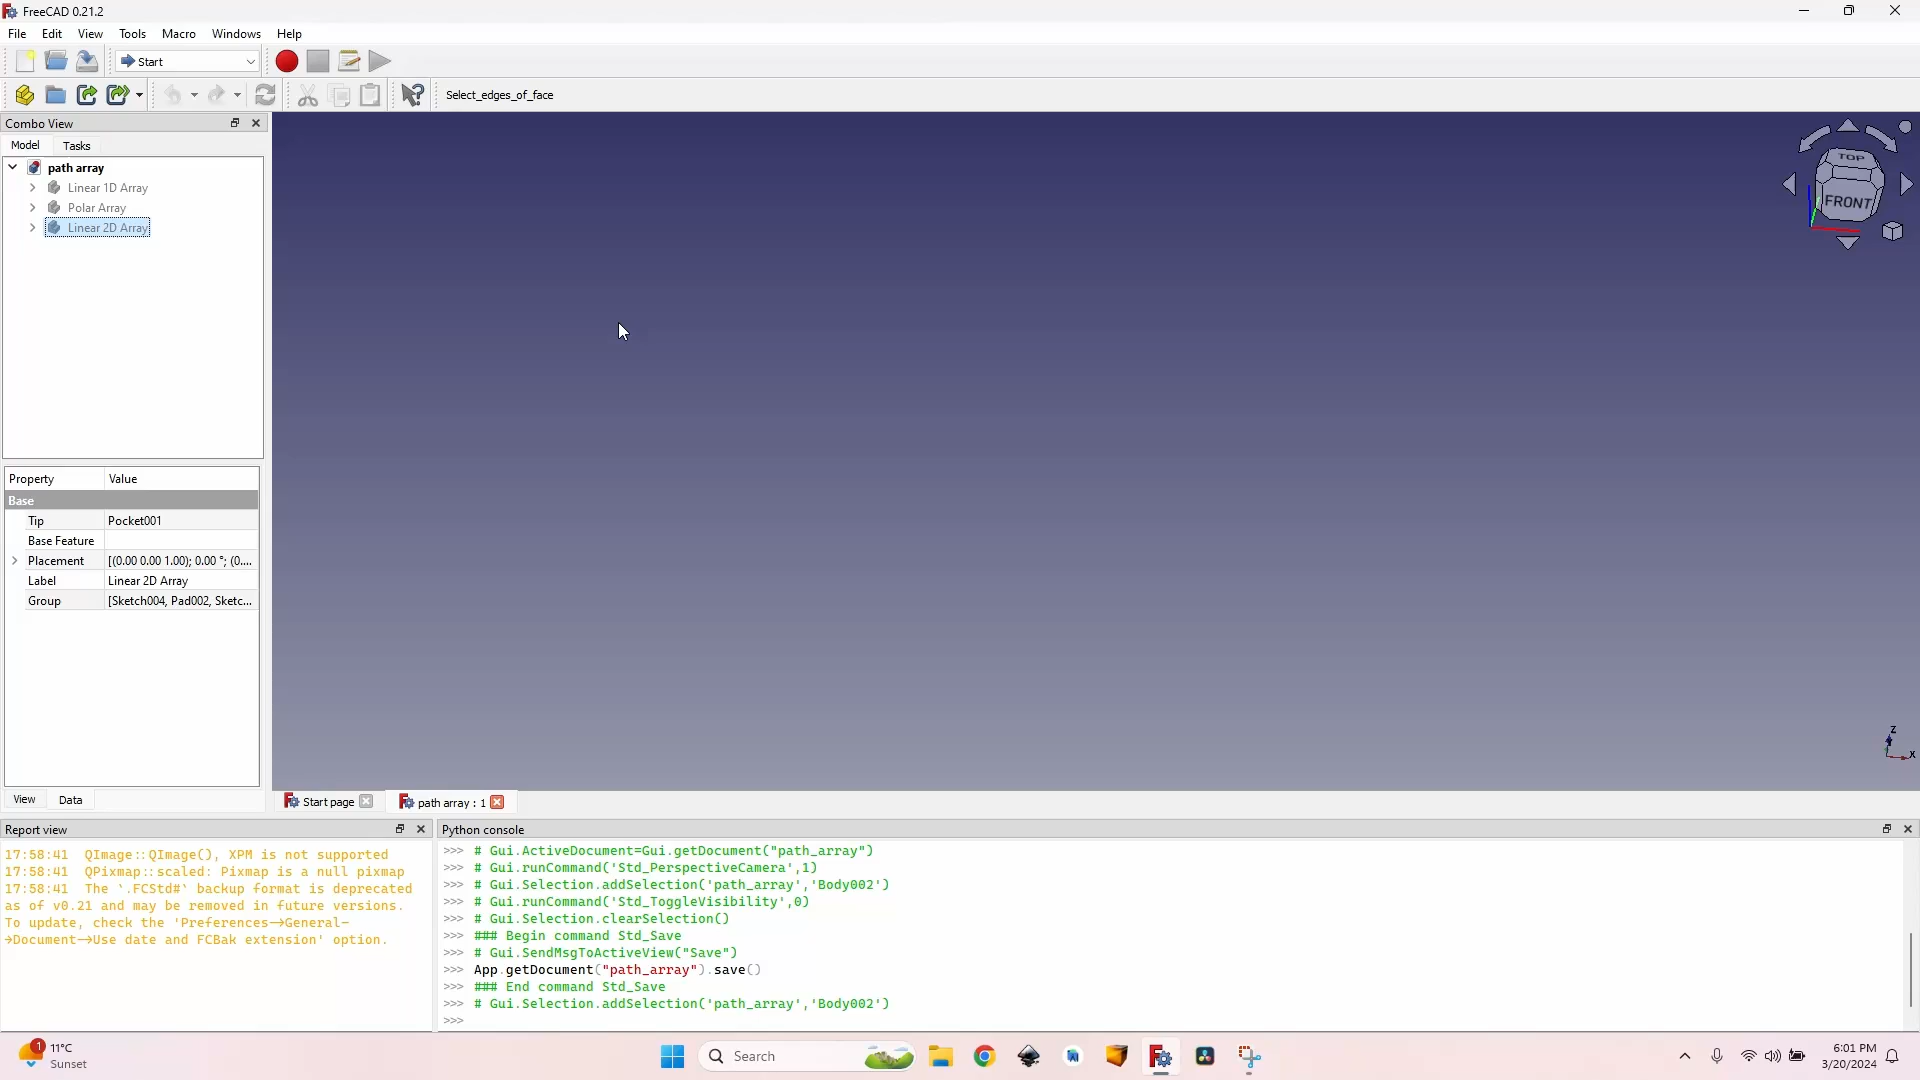 FreeCAD 0.21.2
File Edit View Tools Macro Windows Help
Start
Select_edges_of_face
Combo View
Model Tasks
path array
Linear 1D Array
Polar Array
Linear 2D Array
TOP
FRONT
Property Value
Base
Tip Pocket001
Base Feature
Placement [(0.00 0.00 1.00); 0.00 °; (0....
Label Linear 2D Array
Group [Sketch004, Pad002, Sketc...
Z
X
View Data
Start page path array : 1
Report view
17:58:41 QImage::QImage(), XPM is not supported
17:58:41 QPixmap::scaled: Pixmap is a null pixmap
17:58:41 The `.FCStd#` backup format is deprecated
as of v0.21 and may be removed in future versions.
To update, check the 'Preferences→General-
→Document→Use date and FCBak extension' option.
Python console
>>> # Gui.ActiveDocument=Gui.getDocument("path_array")
>>> # Gui.runCommand('Std_PerspectiveCamera',1)
>>> # Gui.Selection.addSelection('path_array','Body002')
>>> # Gui.runCommand('Std_ToggleVisibility',0)
>>> # Gui.Selection.clearSelection()
>>> ### Begin command Std_Save
>>> # Gui.SendMsgToActiveView("Save")
>>> App.getDocument("path_array").save()
>>> ### End command Std_Save
>>> # Gui.Selection.addSelection('path_array','Body002')
>>>
1
11°C
Sunset
Search
6:01 PM
3/20/2024